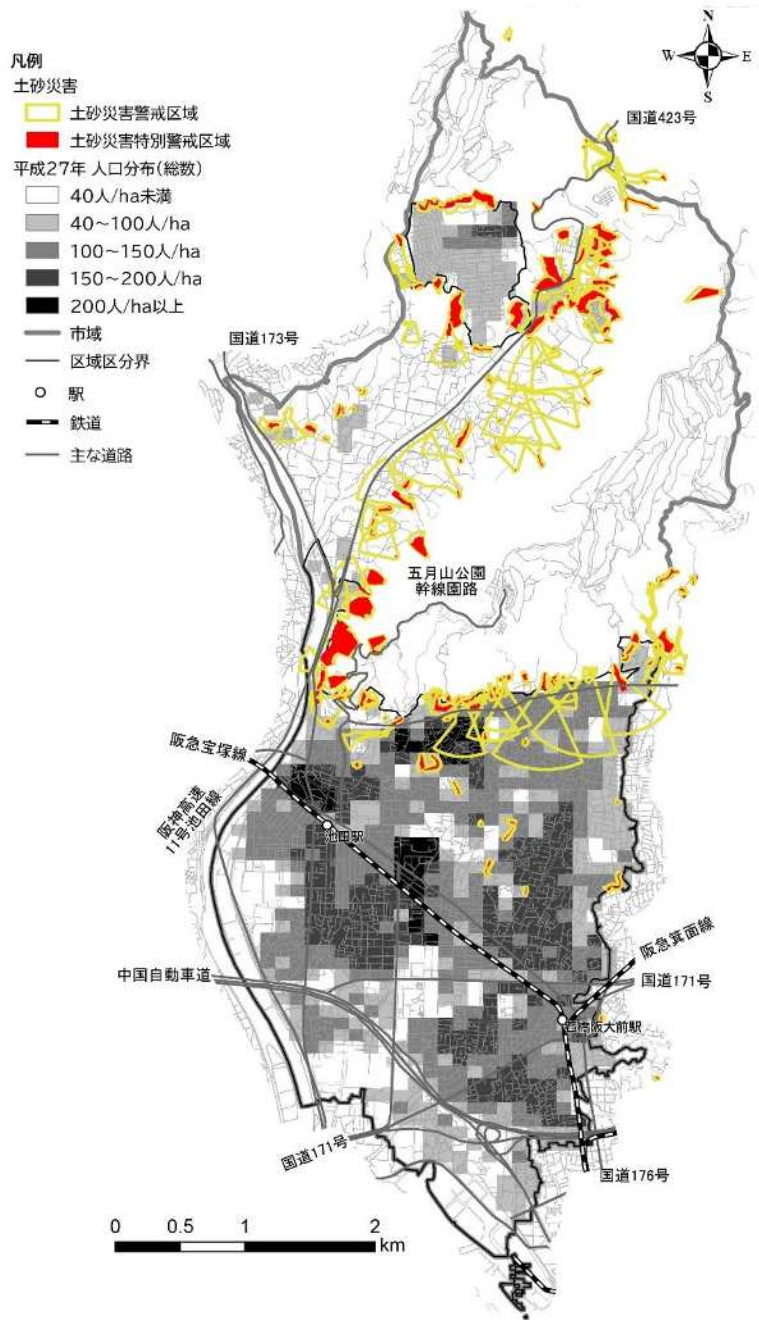 N
W
E
S
凡例
土砂災害
土砂災害警戒区域
土砂災害特別警戒区域
平成27年 人口分布(総数)
40人/ha未満
40～100人/ha
100～150人/ha
150～200人/ha
200人/ha以上
市域
区域区分界
駅
鉄道
主な道路
国道423号
国道173号
五月山公園
幹線園路
阪急宝塚線
阪神高速
11号池田線
池田駅
阪急箕面線
中国自動車道
国道171号
石橋阪大前駅
国道171号
国道176号
0 0.5 1 2
km